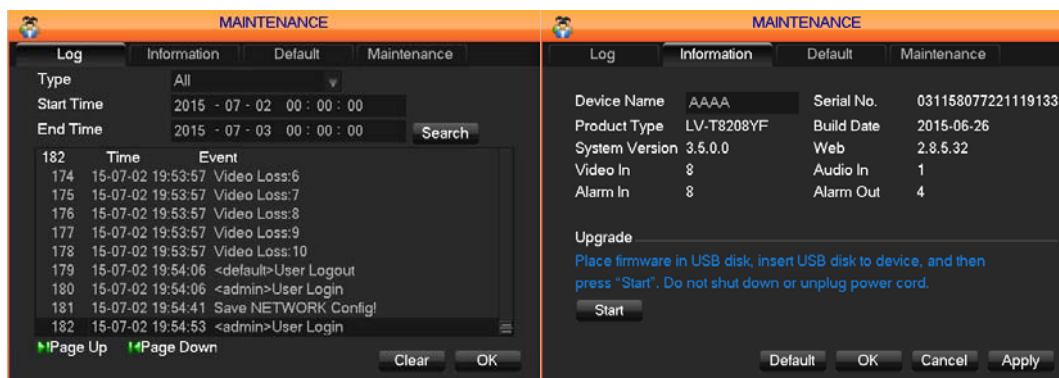 MAINTENANCE
Log Information Default Maintenance
Type All
Start Time 2015 - 07 - 02 00 : 00 : 00
End Time 2015 - 07 - 03 00 : 00 : 00 Search
182 Time Event
174 15-07-02 19:53:57 Video Loss:6
175 15-07-02 19:53:57 Video Loss:7
176 15-07-02 19:53:57 Video Loss:8
177 15-07-02 19:53:57 Video Loss:9
178 15-07-02 19:53:57 Video Loss:10
179 15-07-02 19:54:06 <default>User Logout
180 15-07-02 19:54:06 <admin>User Login
181 15-07-02 19:54:41 Save NETWORK Config!
182 15-07-02 19:54:53 <admin>User Login
Page Up Page Down
Clear OK
MAINTENANCE
Log Information Default Maintenance
Device Name AAAA Serial No. 031158077221119133
Product Type LV-T8208YF Build Date 2015-06-26
System Version 3.5.0.0 Web 2.8.5.32
Video In 8 Audio In 1
Alarm In 8 Alarm Out 4
Upgrade
Place firmware in USB disk, insert USB disk to device, and then
press "Start". Do not shut down or unplug power cord.
Start
Default OK Cancel Apply